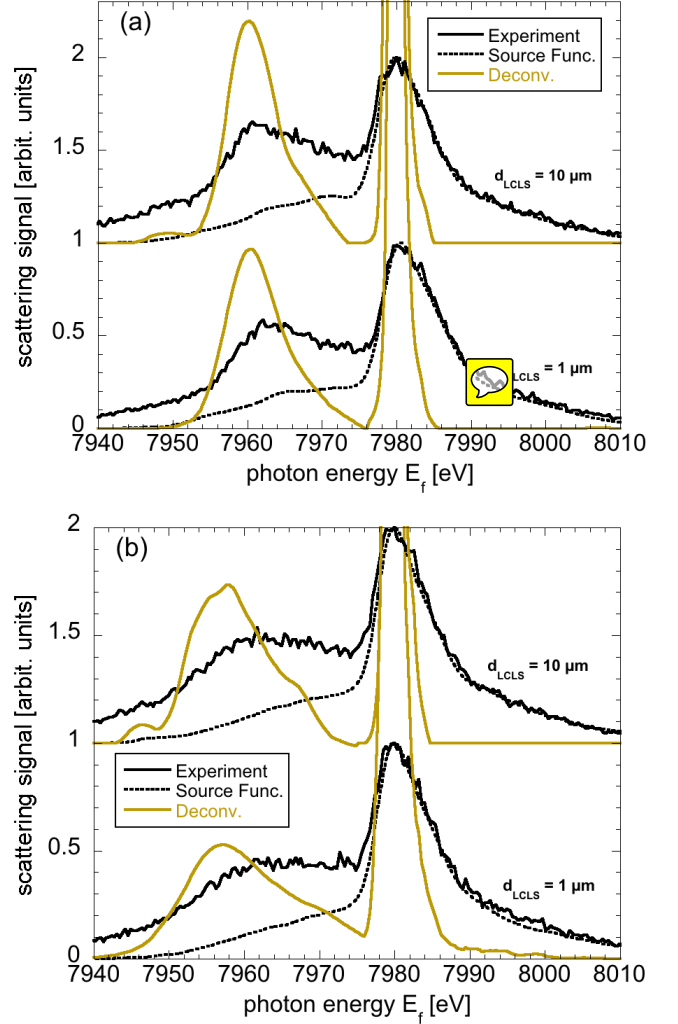 (a)
Experiment
Source Func.
Deconv.
2
1.5
1
0.5
0
scattering signal [arbit. units]
d_LCLS = 10 µm
LCLS = 1 µm
7940 7950 7960 7970 7980 7990 8000 8010
photon energy E_f [eV]
(b)
2
1.5
1
0.5
0
scattering signal [arbit. units]
d_LCLS = 10 µm
Experiment
Source Func.
Deconv.
d_LCLS = 1 µm
7940 7950 7960 7970 7980 7990 8000 8010
photon energy E_f [eV]